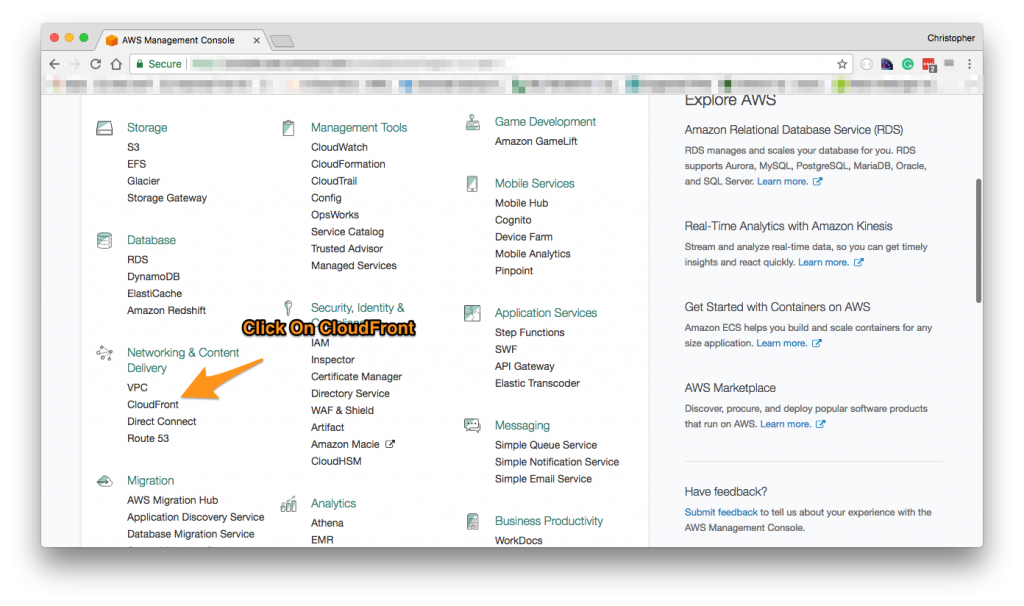 AWS Management Console
Christopher
Secure
2
Storage
S3
EFS
Glacier
Storage Gateway
Database
RDS
DynamoDB
ElastiCache
Amazon Redshift
Networking & Content
Delivery
VPC
CloudFront
Direct Connect
Route 53
Migration
AWS Migration Hub
Application Discovery Service
Database Migration Service
Management Tools
CloudWatch
CloudFormation
CloudTrail
Config
OpsWorks
Service Catalog
Trusted Advisor
Managed Services
Security, Identity &
Click On CloudFront
IAM
Inspector
Certificate Manager
Directory Service
WAF & Shield
Artifact
Amazon Macie
CloudHSM
Analytics
Athena
EMR
Game Development
Amazon GameLift
Mobile Services
Mobile Hub
Cognito
Device Farm
Mobile Analytics
Pinpoint
Application Services
Step Functions
SWF
API Gateway
Elastic Transcoder
Messaging
Simple Queue Service
Simple Notification Service
Simple Email Service
Business Productivity
WorkDocs
Explore AWS
Amazon Relational Database Service (RDS)
RDS manages and scales your database for you. RDS
supports Aurora, MySQL, PostgreSQL, MariaDB, Oracle,
and SQL Server. Learn more.
Real-Time Analytics with Amazon Kinesis
Stream and analyze real-time data, so you can get timely
insights and react quickly. Learn more.
Get Started with Containers on AWS
Amazon ECS helps you build and scale containers for any
size application. Learn more.
AWS Marketplace
Discover, procure, and deploy popular software products
that run on AWS. Learn more.
Have feedback?
Submit feedback to tell us about your experience with the
AWS Management Console.